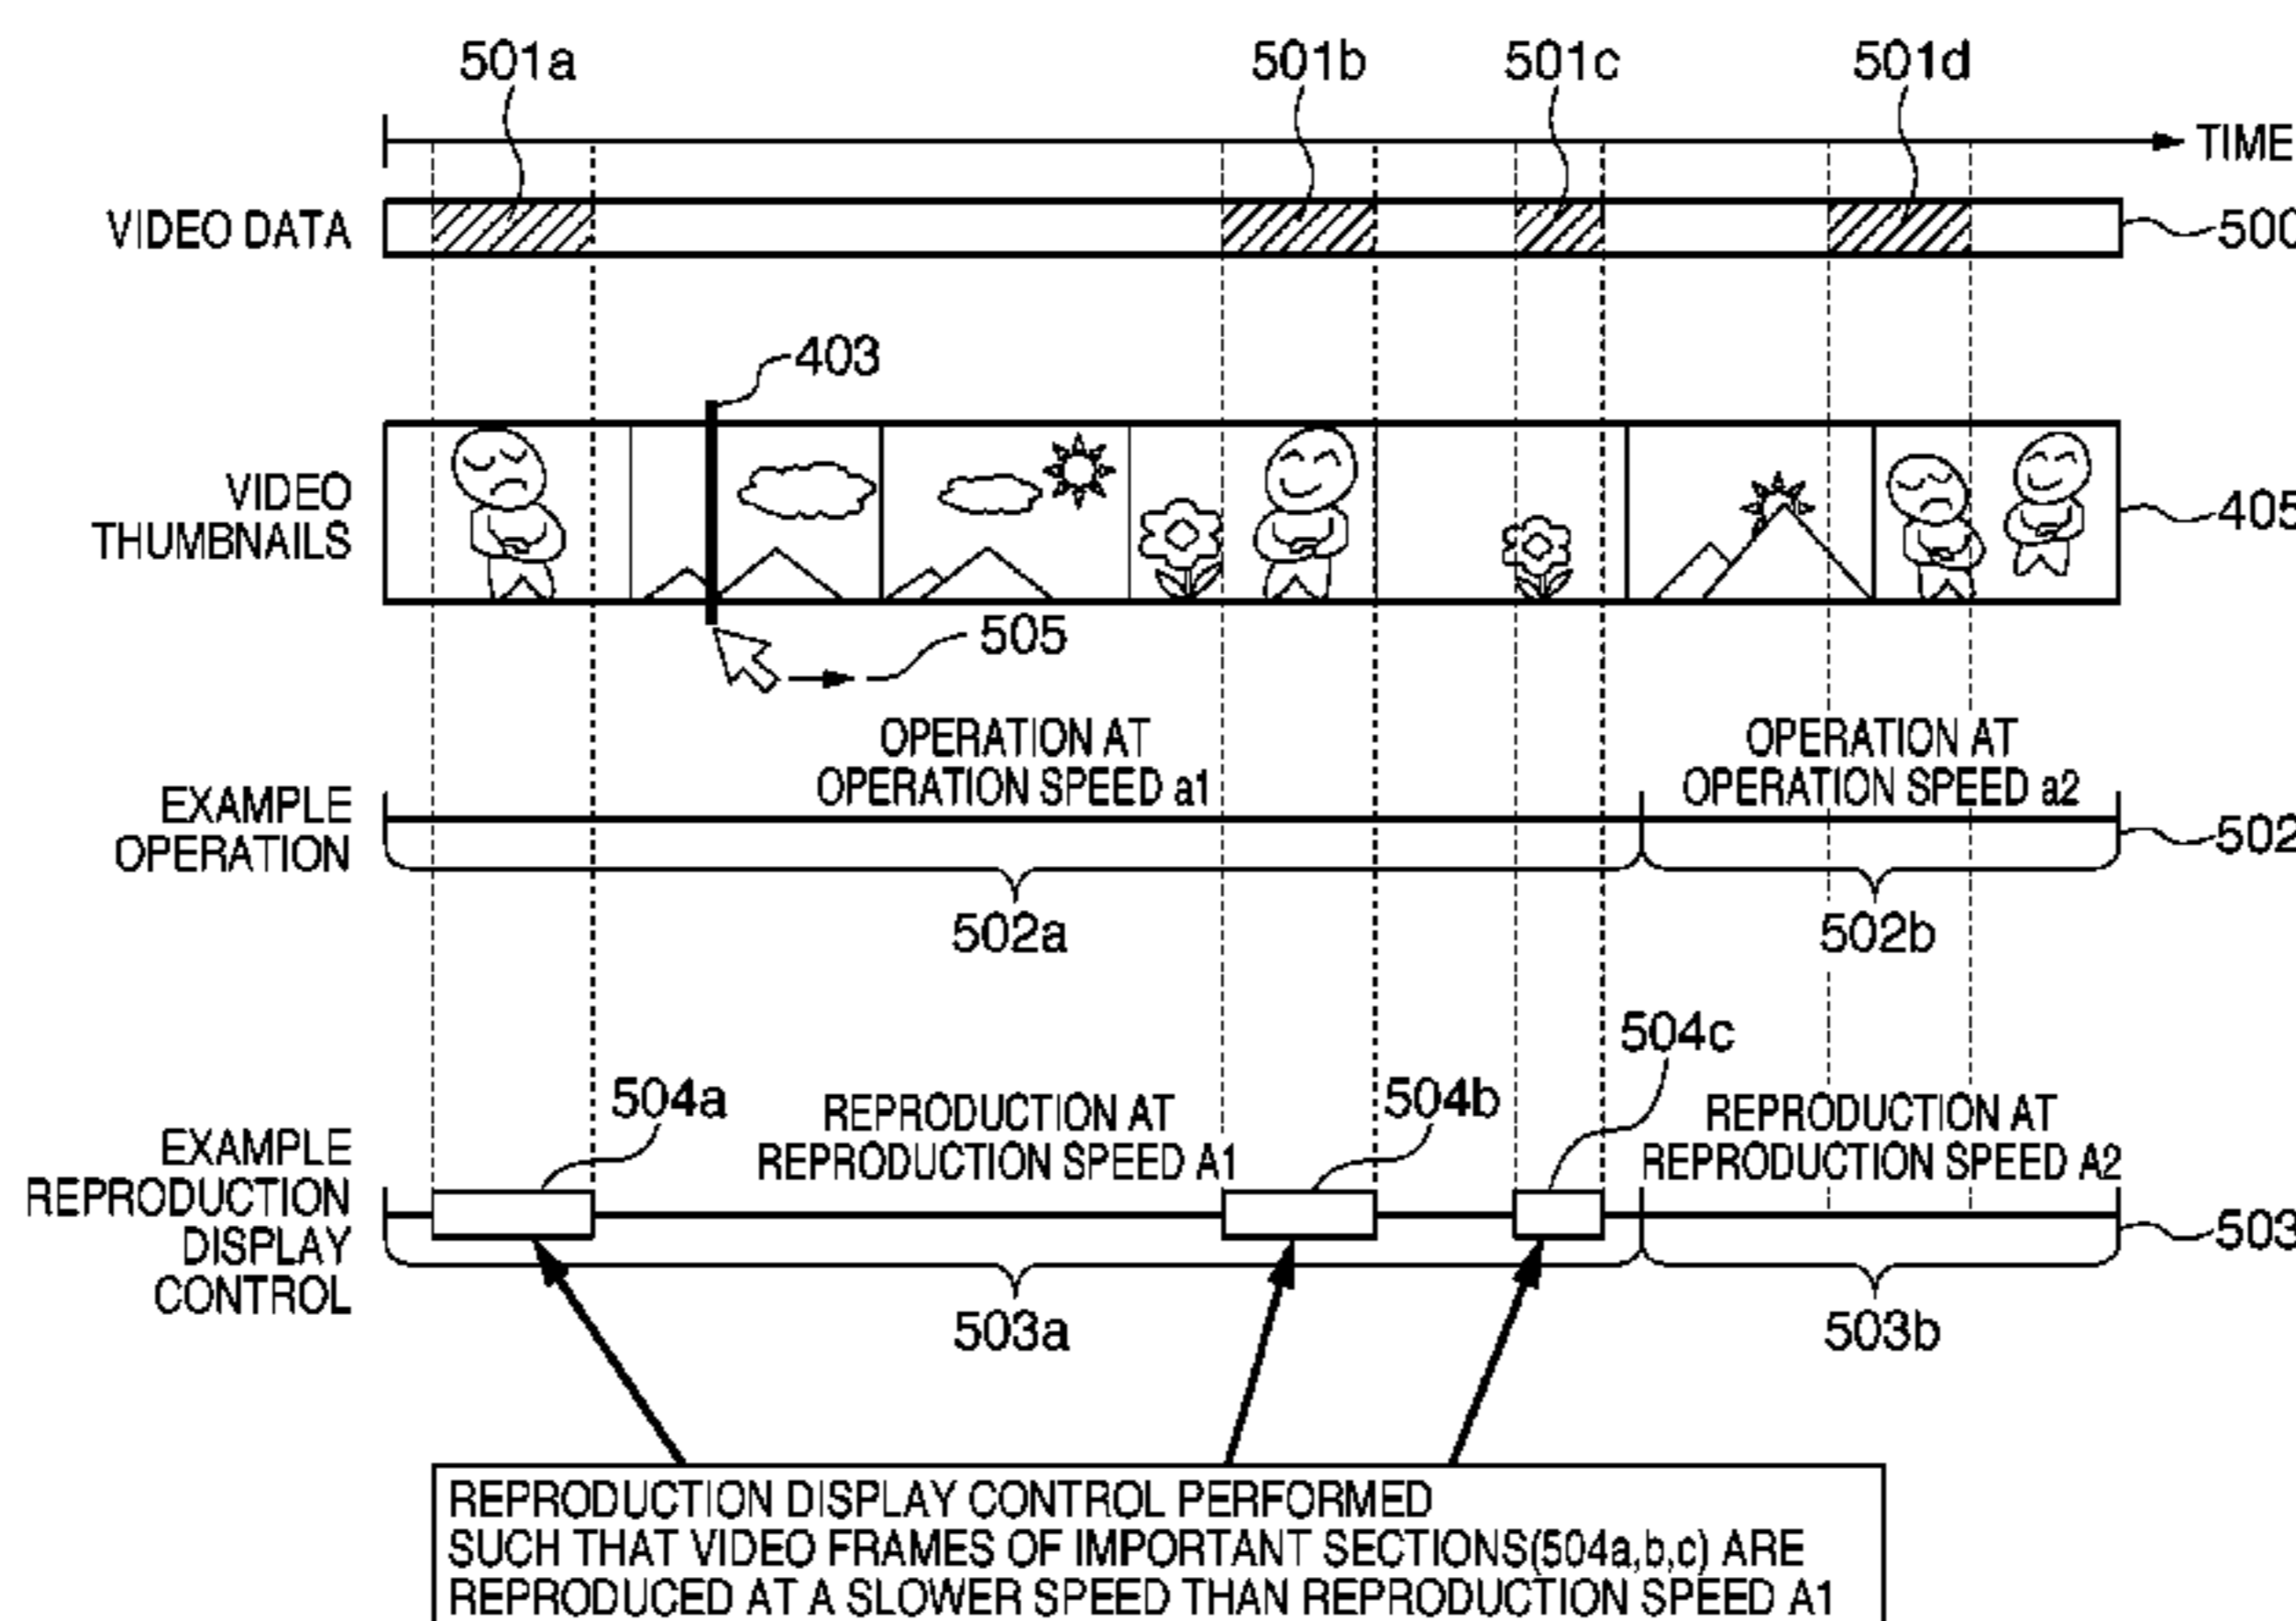 501a
501b
501c
501d
TIME
VIDEO DATA
500
403
VIDEO
THUMBNAILS
405
505
OPERATION AT
OPERATION SPEED a1
OPERATION AT
OPERATION SPEED a2
EXAMPLE
OPERATION
502
502a
502b
504c
504a
504b
REPRODUCTION AT
REPRODUCTION SPEED A1
REPRODUCTION AT
REPRODUCTION SPEED A2
EXAMPLE
REPRODUCTION
DISPLAY
CONTROL
503
503a
503b
REPRODUCTION DISPLAY CONTROL PERFORMED
SUCH THAT VIDEO FRAMES OF IMPORTANT SECTIONS(504a,b,c) ARE
REPRODUCED AT A SLOWER SPEED THAN REPRODUCTION SPEED A1